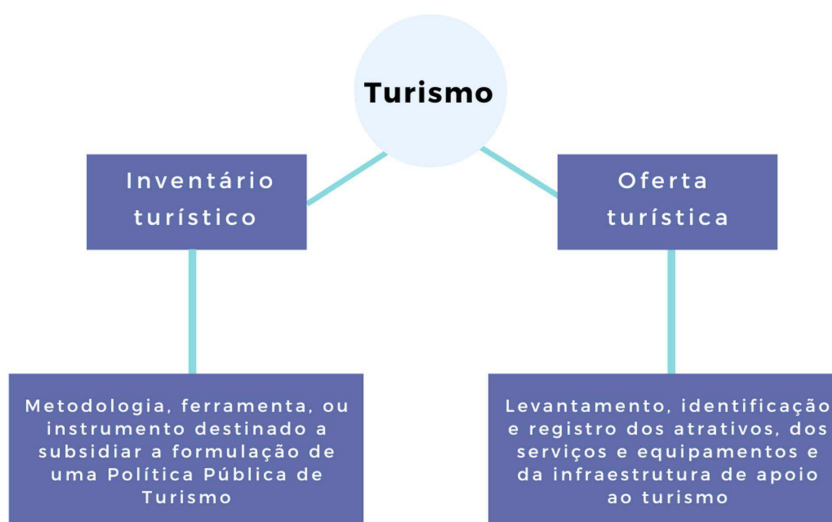 Turismo
Inventário
turístico
Oferta
turística
Metodologia, ferramenta, ou
instrumento destinado a
subsidiar a formulação de
uma Política Pública de
Turismo
Levantamento, identificação
e registro dos atrativos, dos
serviços e equipamentos e
da infraestrutura de apoio
ao turismo